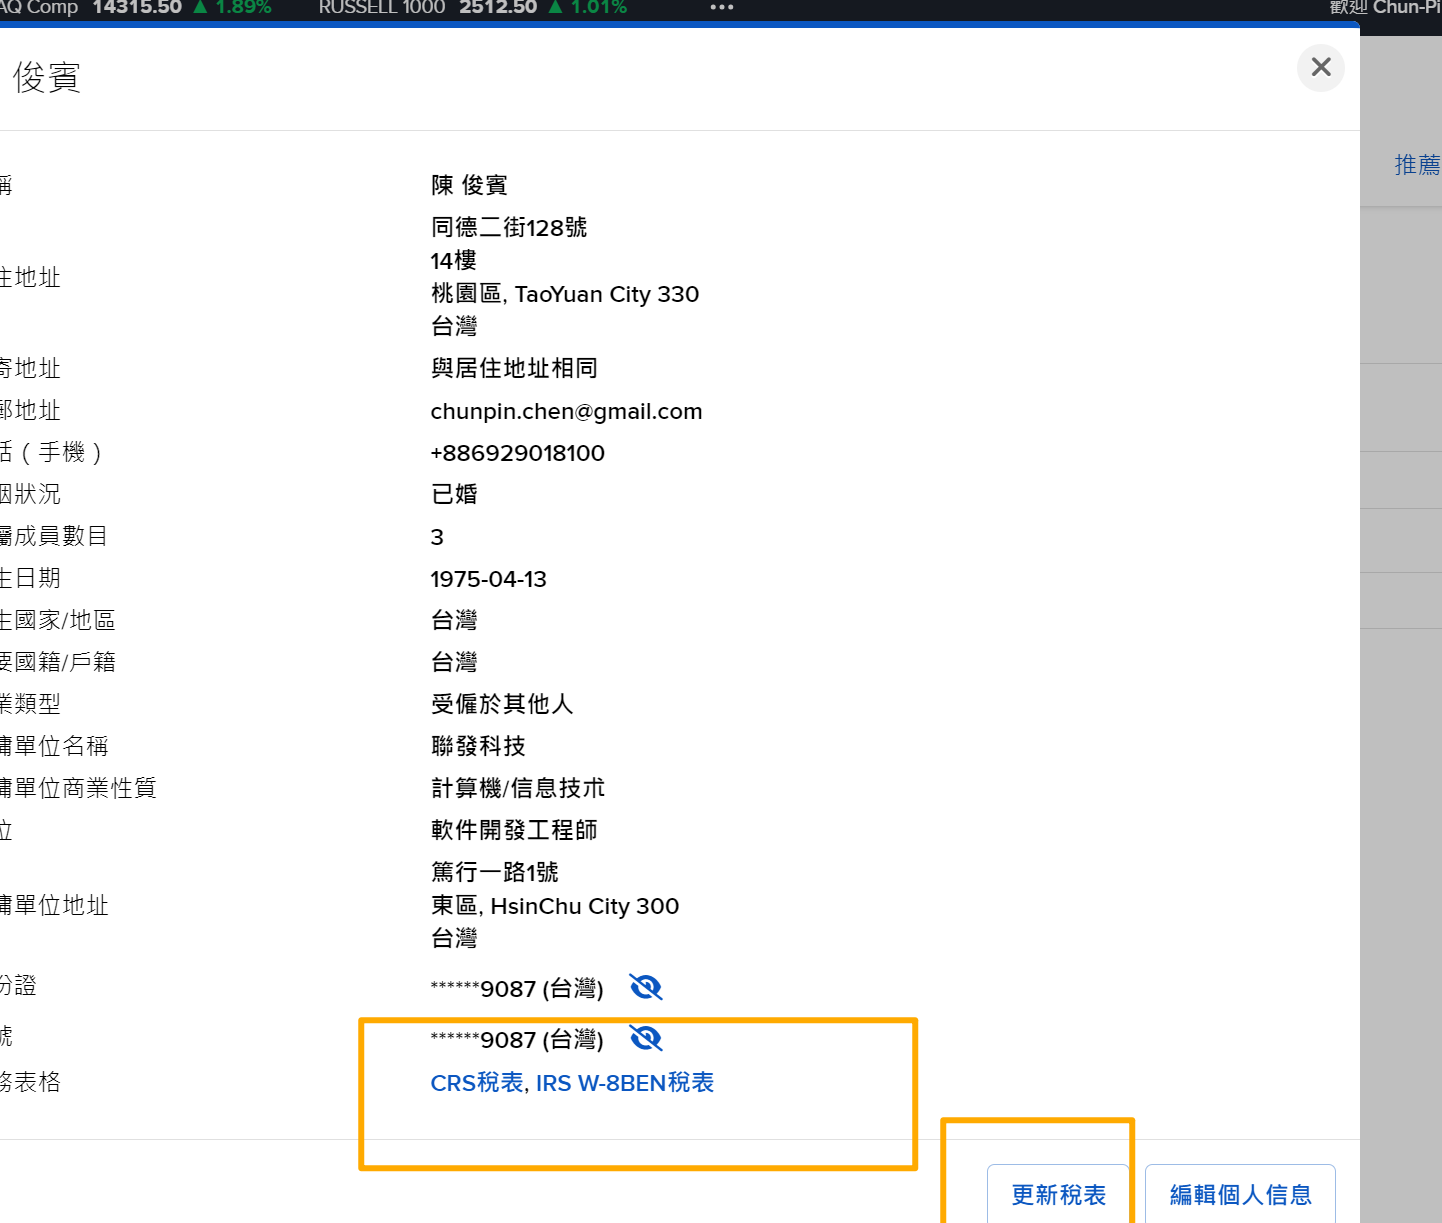 AQ Comp 14315.50 ▲ 1.89% RUSSELL 1000 2512.50 ▲ 1.01% ••• 歡迎 Chun-Pi
俊賓
推薦
稱 陳 俊賓
同德二街128號
14樓
住地址
桃園區, TaoYuan City 330
台灣
寄地址 與居住地址相同
郵地址 chunpin.chen@gmail.com
話 ( 手機 ) +886929018100
姻狀況 已婚
屬成員數目 3
生日期 1975-04-13
生國家/地區 台灣
要國籍/戶籍 台灣
業類型 受僱於其他人
傭單位名稱 聯發科技
傭單位商業性質 計算機/信息技朮
位 軟件開發工程師
篤行一路1號
傭單位地址 東區, HsinChu City 300
台灣
份證 ******9087 (台灣)
號 ******9087 (台灣)
務表格 CRS稅表, IRS W-8BEN稅表
更新稅表 編輯個人信息